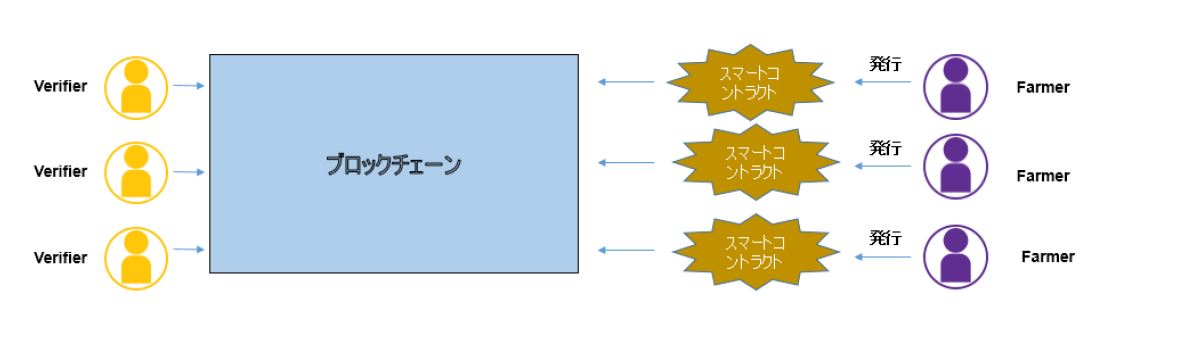 発行
Verifier
スマートコ
ントラクト
Farmer
発行
Verifier
ブロックチェーン
スマートコ
ントラクト
Farmer
発行
Verifier
スマートコ
ントラクト
Farmer